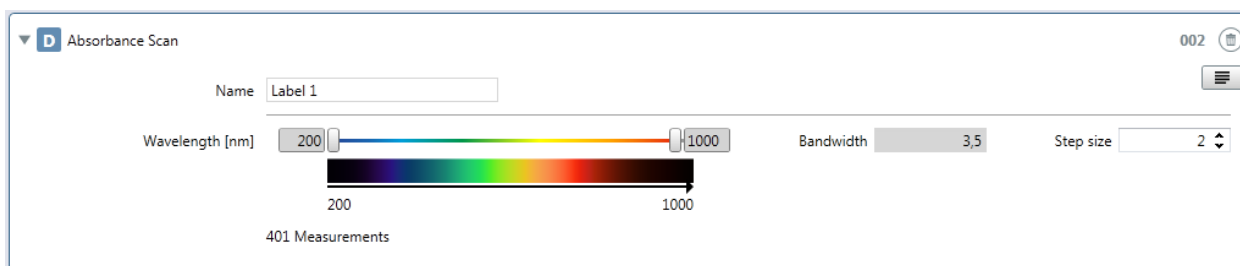 D Absorbance Scan 002
Name Label 1
Wavelength [nm] 200 1000 Bandwidth 3,5 Step size 2
200 1000
401 Measurements